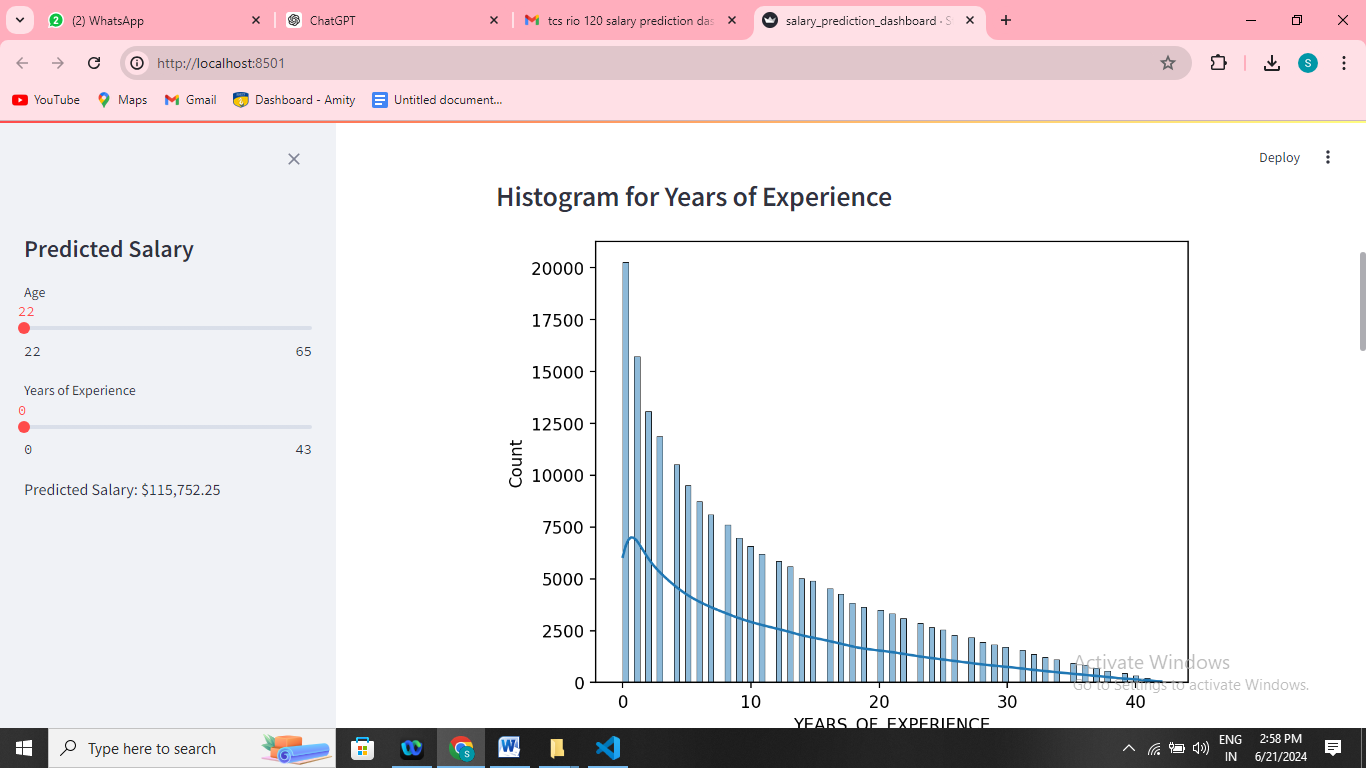 (2) WhatsApp
ChatGPT
tcs rio 120 salary prediction das
salary_prediction_dashboard · S
http://localhost:8501
S
YouTube
Maps
Gmail
Dashboard - Amity
Untitled document...
Deploy
Histogram for Years of Experience
Predicted Salary
Age
22
22 65
Years of Experience
0
0 43
Predicted Salary: $115,752.25
20000
17500
15000
12500
10000
7500
5000
2500
0
Count
0 10 20 30 40
YEARS_OF_EXPERIENCE
Activate Windows
Go to Settings to activate Windows.
Type here to search
ENG
IN
2:58 PM
6/21/2024